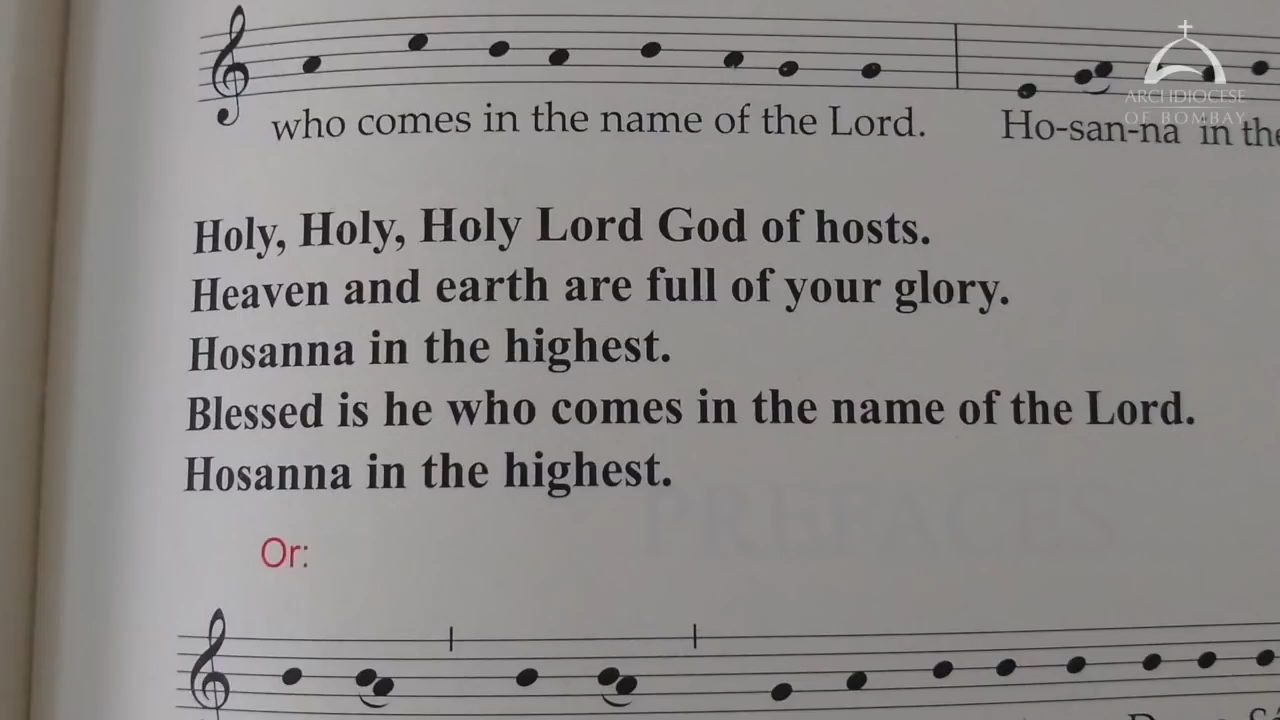 ARCHDIOCESE
OF BOMBAY
who comes in the name of the Lord. Ho-san-na in the
Holy, Holy, Holy Lord God of hosts.
Heaven and earth are full of your glory.
Hosanna in the highest.
Blessed is he who comes in the name of the Lord.
Hosanna in the highest.
PREFACES
Or: